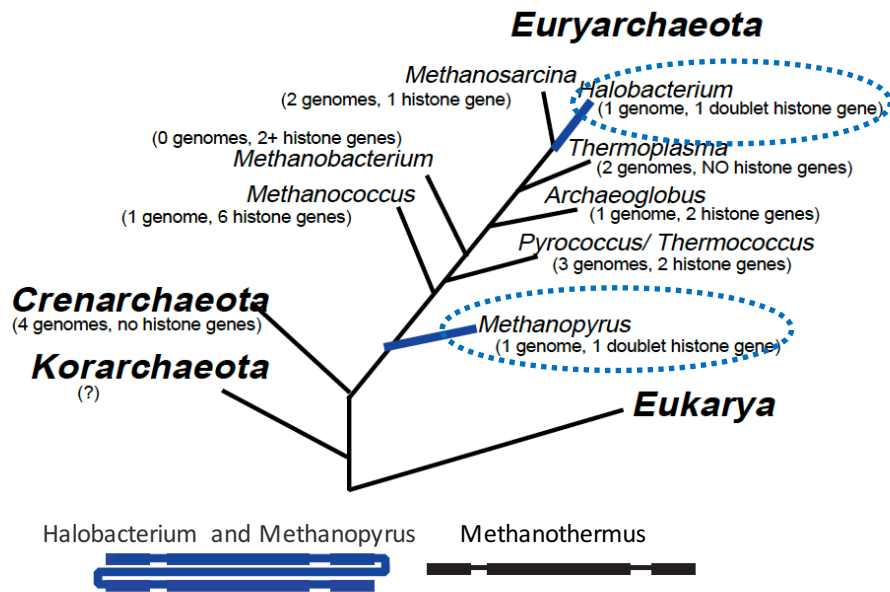 Euryarchaeota
Methanosarcina
(2 genomes, 1 histone gene)
Halobacterium
(1 genome, 1 doublet histone gene)
(0 genomes, 2+ histone genes)
Methanobacterium
Thermoplasma
(2 genomes, NO histone genes)
Methanococcus
(1 genome, 6 histone genes)
Archaeoglobus
(1 genome, 2 histone genes)
Pyrococcus/ Thermococcus
(3 genomes, 2 histone genes)
Crenarchaeota
(4 genomes, no histone genes)
Methanopyrus
(1 genome, 1 doublet histone gene)
Korarchaeota
(?)
Eukarya
Halobacterium and Methanopyrus
Methanothermus